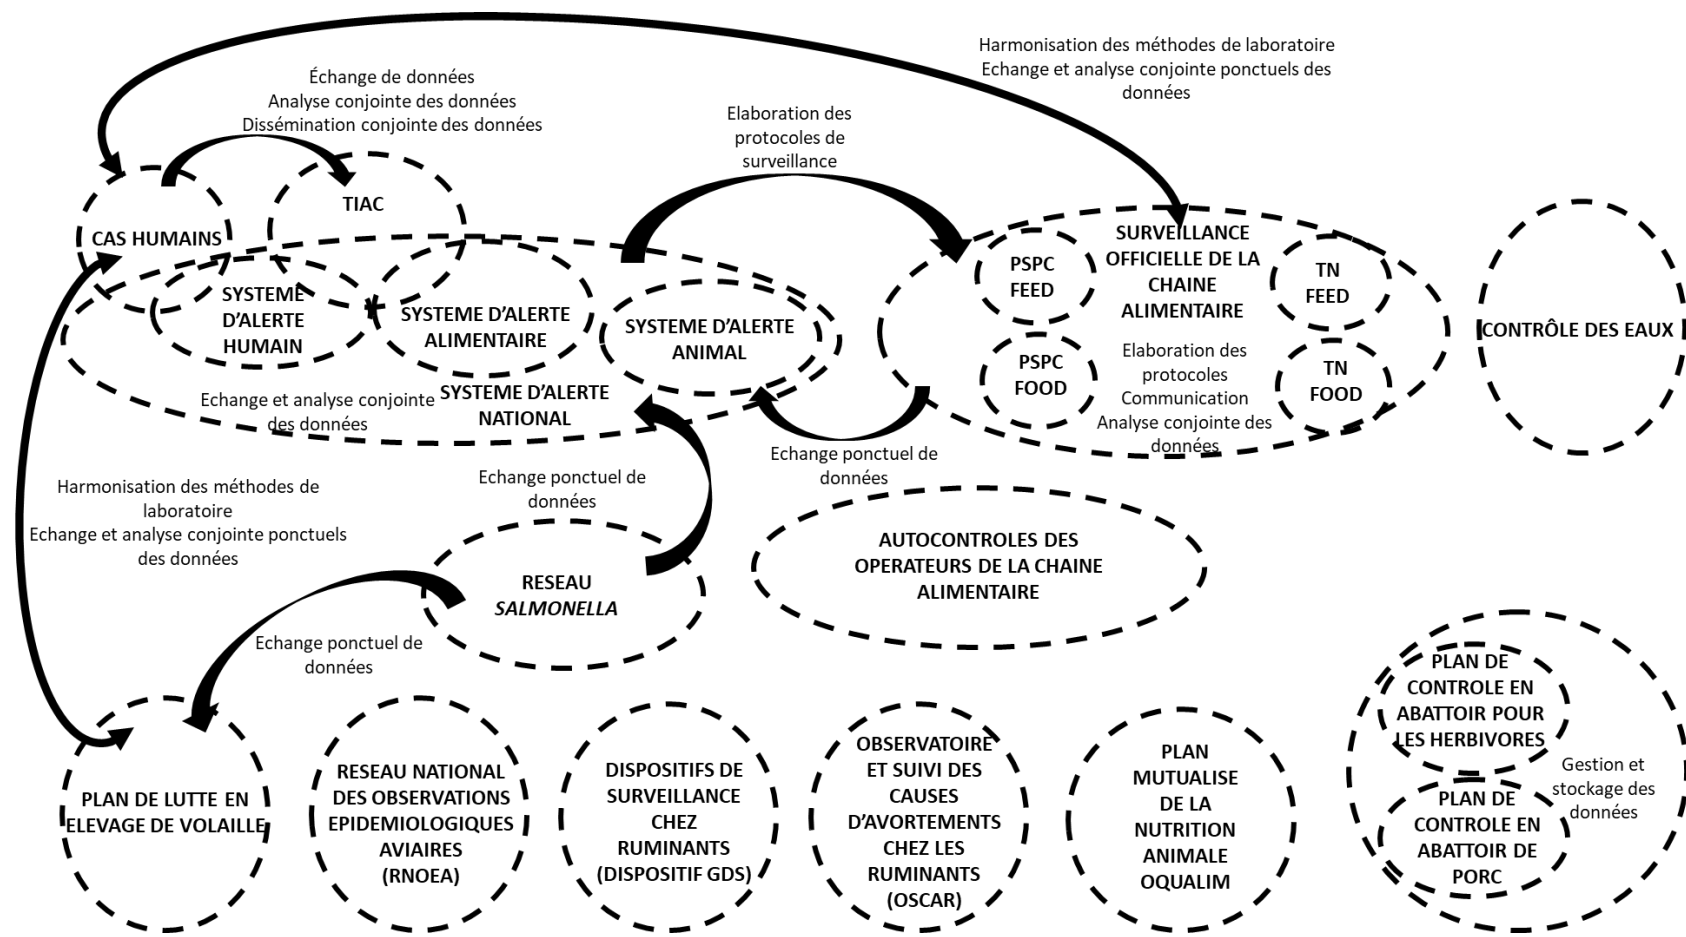 Harmonisation des méthodes de laboratoire
Echange et analyse conjointe ponctuels des
données
Échange de données
Analyse conjointe des données
Dissémination conjointe des données
Elaboration des
protocoles de
surveillance
TIAC
CAS HUMAINS
SYSTEME
D’ALERTE
HUMAIN
SYSTEME D’ALERTE
ALIMENTAIRE
SYSTEME D’ALERTE
ANIMAL
Echange et analyse conjointe
des données
SYSTEME D’ALERTE
NATIONAL
PSPC
FEED
SURVEILLANCE
OFFICIELLE DE LA
CHAINE
ALIMENTAIRE
TN
FEED
PSPC
FOOD
Elaboration des
protocoles
Communication
Analyse conjointe des
données
TN
FOOD
CONTRÔLE DES EAUX
Echange ponctuel de
données
Echange ponctuel de
données
Harmonisation des méthodes de
laboratoire
Echange et analyse conjointe ponctuels
des données
RESEAU
SALMONELLA
AUTOCONTROLES DES
OPERATEURS DE LA CHAINE
ALIMENTAIRE
Echange ponctuel de
données
PLAN DE LUTTE EN
ELEVAGE DE VOLAILLE
RESEAU NATIONAL
DES OBSERVATIONS
EPIDEMIOLOGIQUES
AVIAIRES
(RNOEA)
DISPOSITIFS DE
SURVEILLANCE
CHEZ
RUMINANTS
(DISPOSITIF GDS)
OBSERVATOIRE
ET SUIVI DES
CAUSES
D’AVORTEMENTS
CHEZ LES
RUMINANTS
(OSCAR)
PLAN
MUTUALISE
DE LA
NUTRITION
ANIMALE
OQUALIM
PLAN DE
CONTROLE EN
ABATTOIR POUR
LES HERBIVORES
Gestion et
stockage des
données
PLAN DE
CONTROLE EN
ABATTOIR DE
PORC